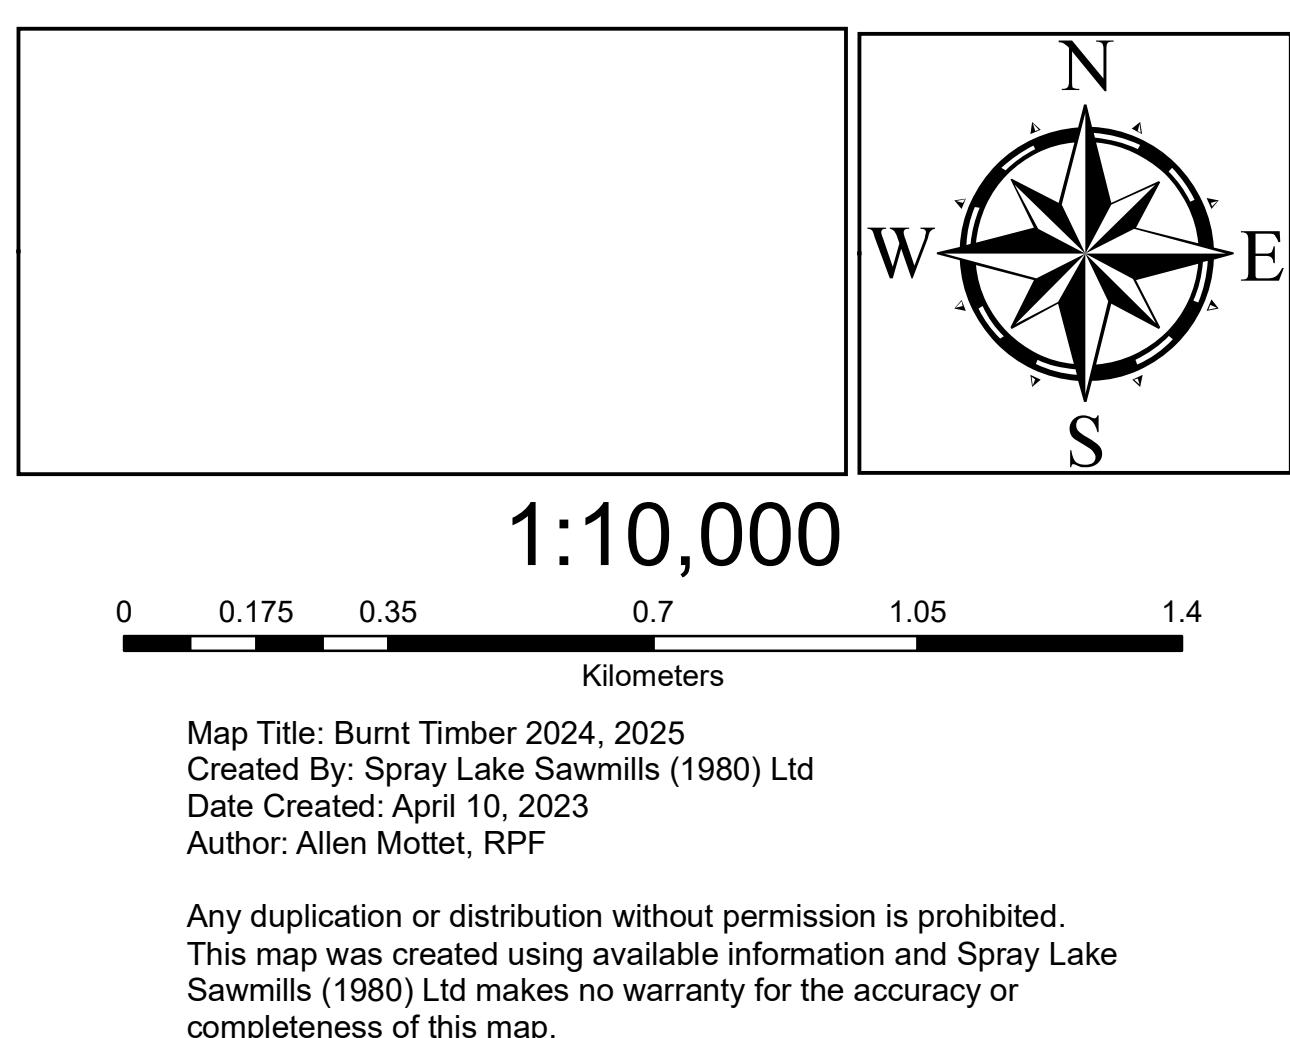 N
W
E
S
1:10,000
0 0.175 0.35 0.7 1.05 1.4
Kilometers
Map Title: Burnt Timber 2024, 2025
Created By: Spray Lake Sawmills (1980) Ltd
Date Created: April 10, 2023
Author: Allen Mottet, RPF
Any duplication or distribution without permission is prohibited.
This map was created using available information and Spray Lake
Sawmills (1980) Ltd makes no warranty for the accuracy or
completeness of this map.